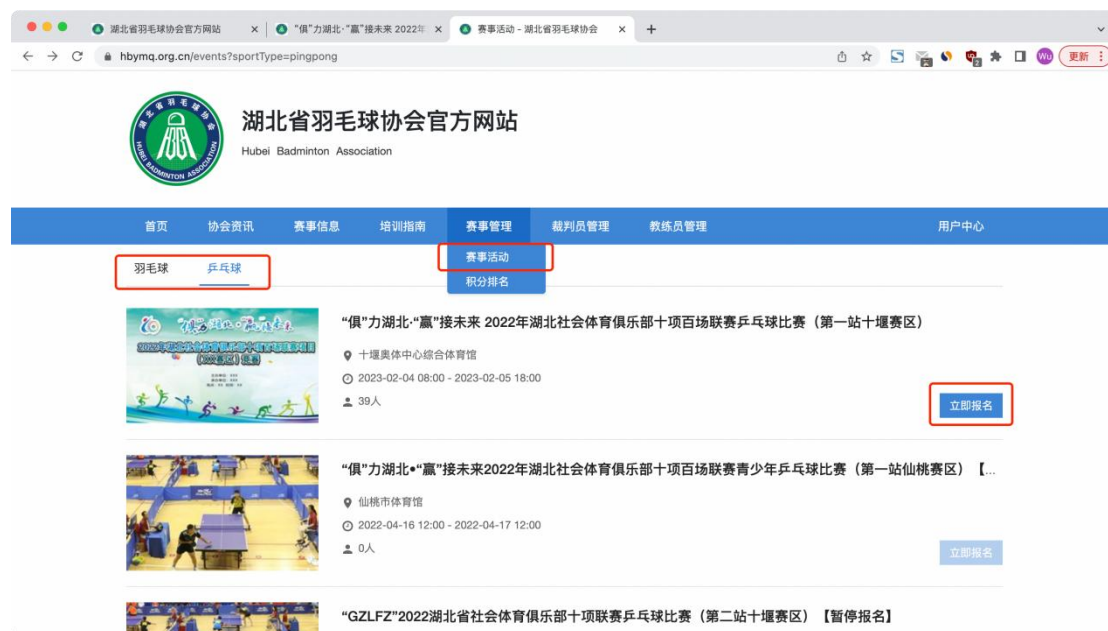 湖北省羽毛球协会官方网站
“俱”力湖北·“赢”接未来 2022年
赛事活动 - 湖北省羽毛球协会
hbymq.org.cn/events?sportType=pingpong
Wu
更新
湖北省羽毛球协会
HUBEI BADMINTON ASSOCIATION
湖北省羽毛球协会官方网站
Hubei Badminton Association
首页
协会资讯
赛事信息
培训指南
赛事管理
裁判员管理
教练员管理
用户中心
赛事活动
积分排名
羽毛球
乒乓球
“俱”力湖北·“赢”接未来 2022年湖北社会体育俱乐部十项百场联赛乒乓球比赛（第一站十堰赛区）
十堰奥体中心综合体育馆
2023-02-04 08:00 - 2023-02-05 18:00
39人
立即报名
“俱”力湖北•“赢”接未来2022年湖北社会体育俱乐部十项百场联赛青少年乒乓球比赛（第一站仙桃赛区）【...
仙桃市体育馆
2022-04-16 12:00 - 2022-04-17 12:00
0人
立即报名
“GZLFZ”2022湖北省社会体育俱乐部十项联赛乒乓球比赛（第二站十堰赛区）【暂停报名】